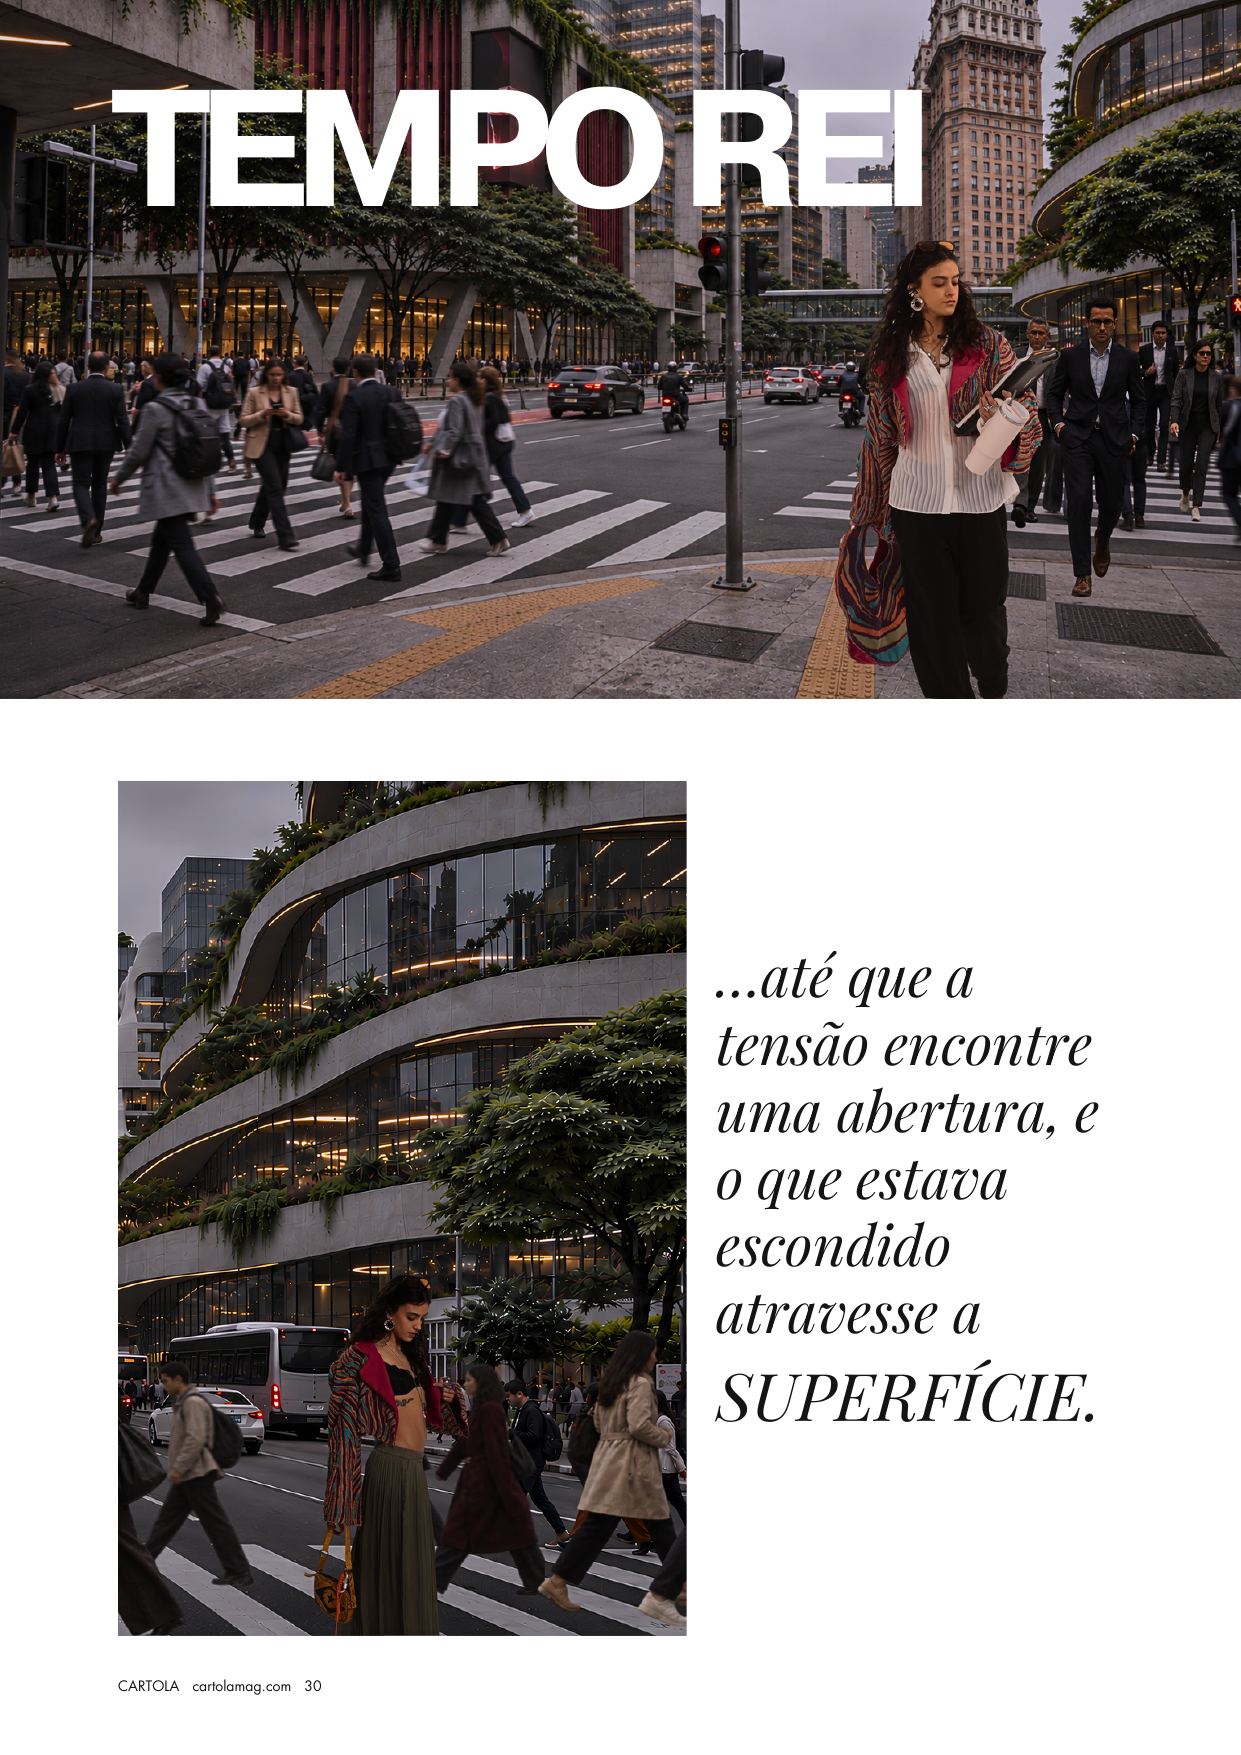 TEMPO REI
...até que a
tensão encontre
uma abertura, e
o que estava
escondido
atravesse a
SUPERFÍCIE.
CARTOLA cartolamag.com 30